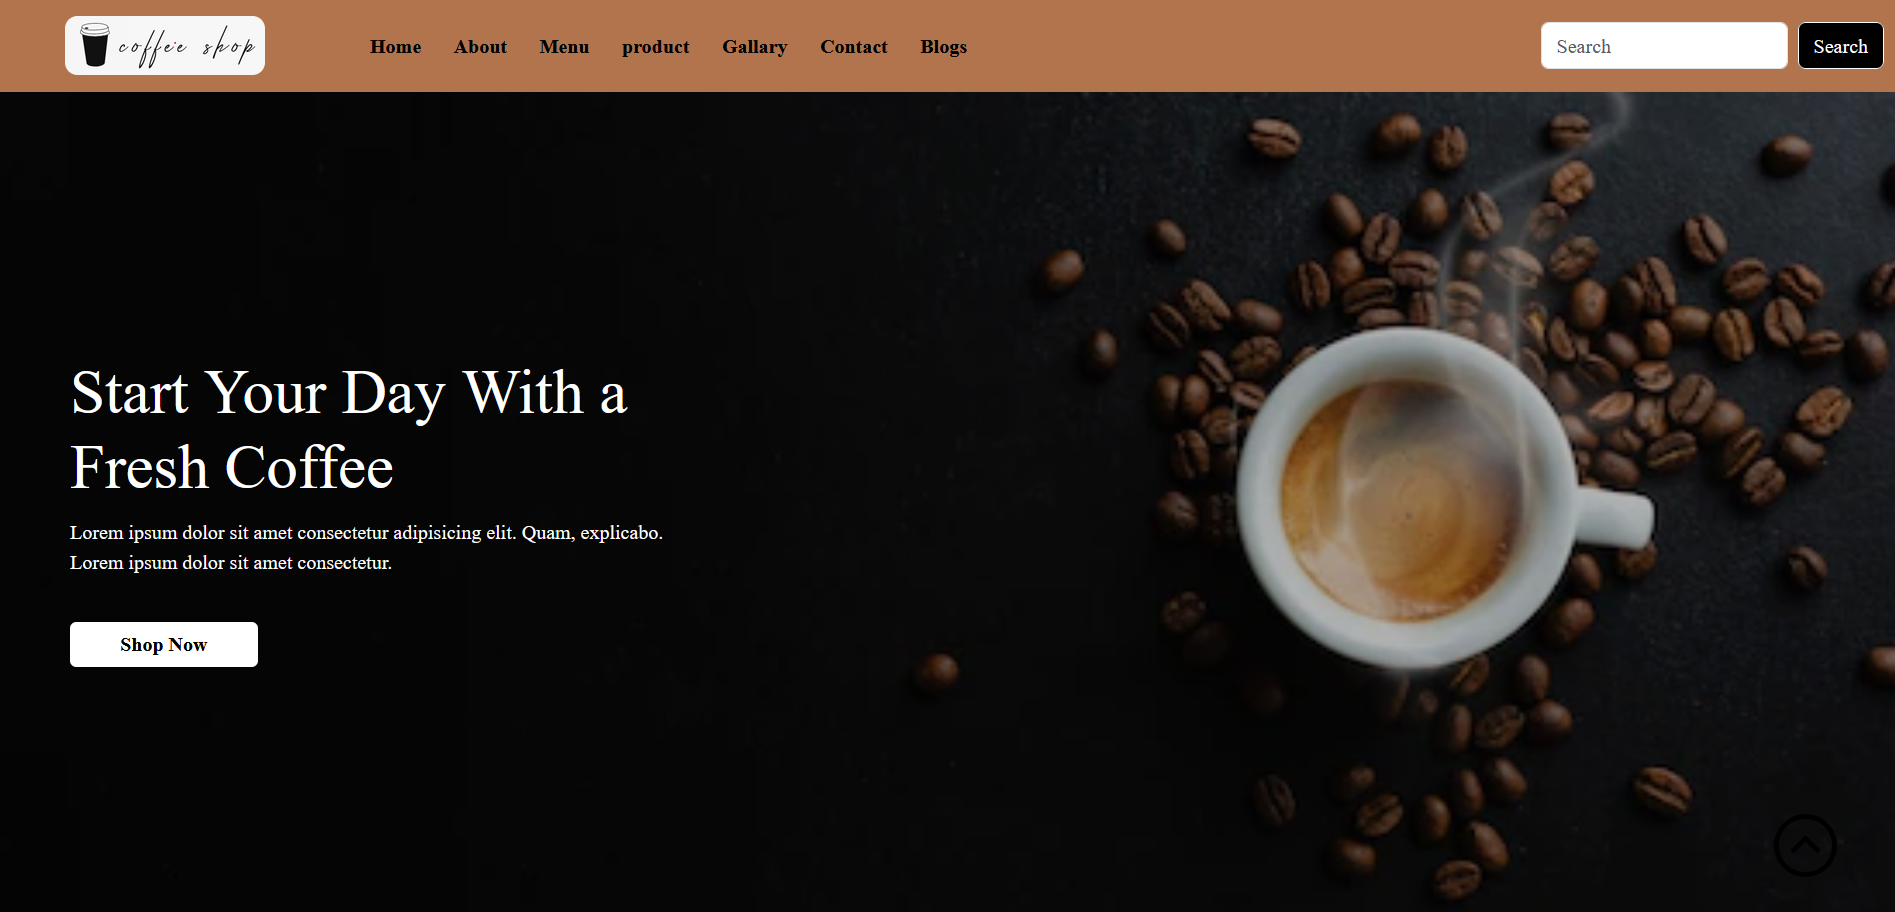 coffee shop
Home About Menu product Gallary Contact Blogs
Search Search
Start Your Day With a
Fresh Coffee
Lorem ipsum dolor sit amet consectetur adipisicing elit. Quam, explicabo.
Lorem ipsum dolor sit amet consectetur.
Shop Now